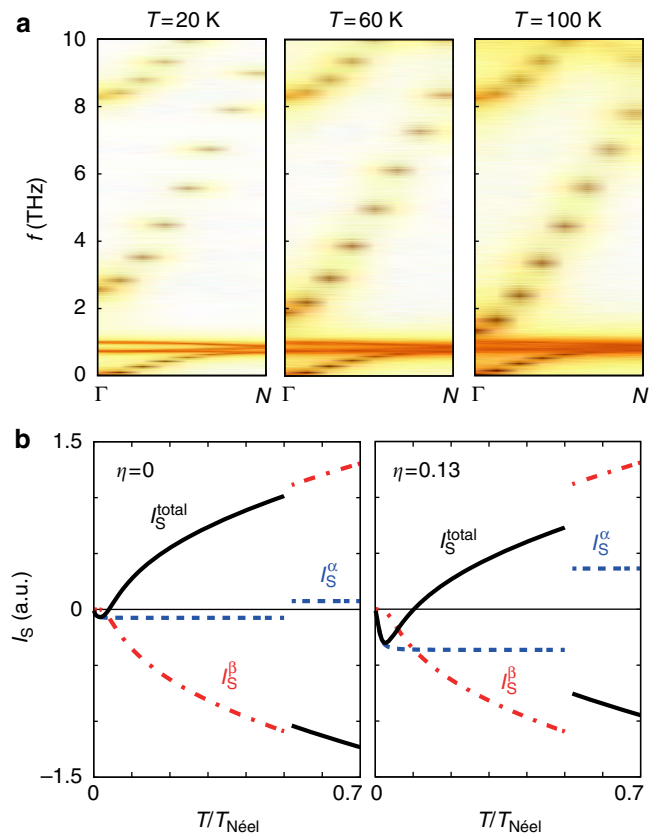 a
T=20 K T=60 K T=100 K
10
8
6
4
2
0
f (THz)
Γ N Γ N Γ N
b
1.5
0
−1.5
I_S (a.u.)
η=0
I_S^total
I_S^α
I_S^β
η=0.13
I_S^total
I_S^α
I_S^β
0 0.7 0 0.7
T/T_Néel T/T_Néel